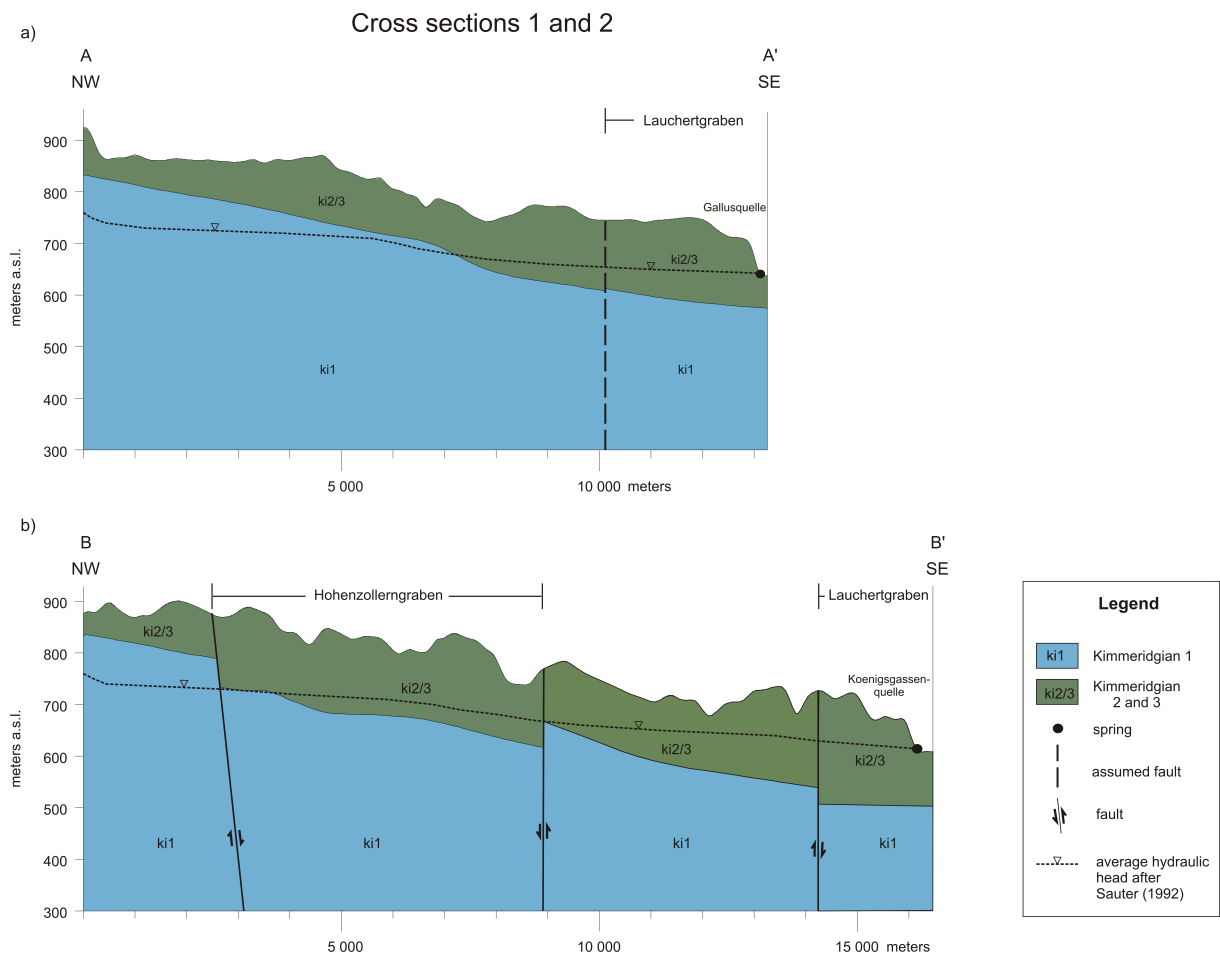 Cross sections 1 and 2
a)
A
NW
A'
SE
Lauchertgraben
Gallusquelle
900
800
700
600
500
400
300
meters a.s.l.
ki2/3
ki2/3
ki1
ki1
5 000
10 000 meters
b)
B
NW
B'
SE
Hohenzollerngraben
Lauchertgraben
Koenigsgassen-
quelle
900
800
700
600
500
400
300
meters a.s.l.
ki2/3
ki2/3
ki2/3
ki2/3
ki1
ki1
ki1
ki1
5 000
10 000
15 000 meters
Legend
ki1 Kimmeridgian 1
ki2/3 Kimmeridgian
2 and 3
spring
assumed fault
fault
average hydraulic
head after
Sauter (1992)